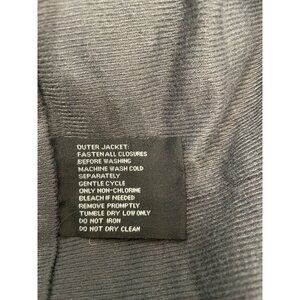 OUTER JACKET:
FASTEN ALL CLOSURES
BEFORE WASHING
MACHINE WASH COLD
SEPARATELY
GENTLE CYCLE
ONLY NON-CHLORINE
BLEACH IF NEEDED
REMOVE PROMPTLY
TUMBLE DRY LOW ONLY
DO NOT IRON
DO NOT DRY CLEAN